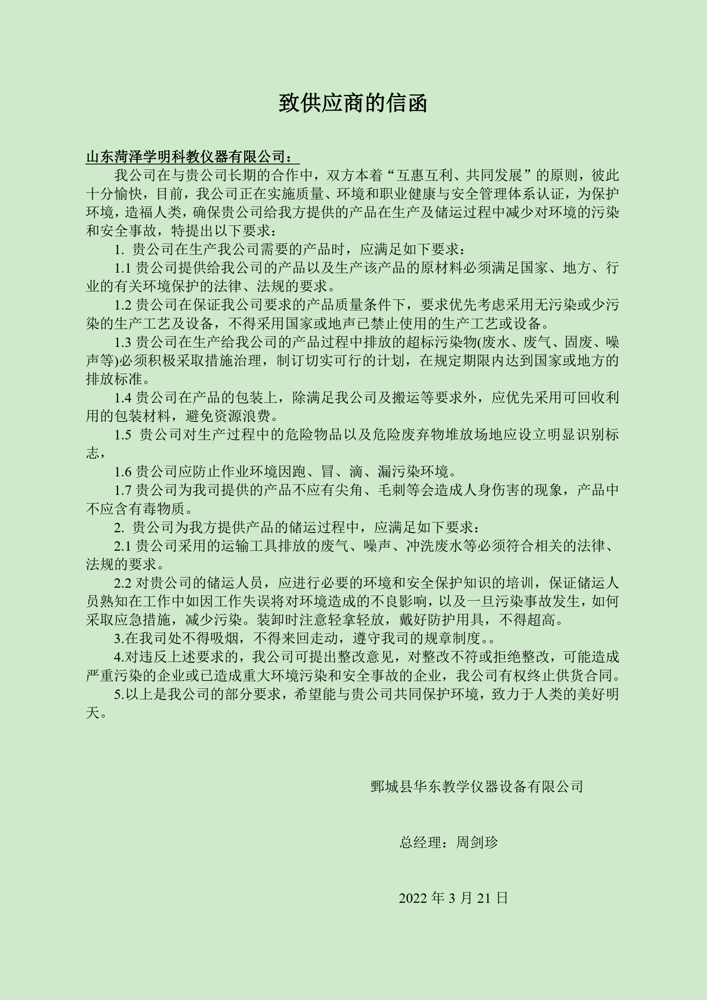 致供应商的信函
山东菏泽学明科教仪器有限公司：
我公司在与贵公司长期的合作中，双方本着“互惠互利、共同发展”的原则，彼此
十分愉快，目前，我公司正在实施质量、环境和职业健康与安全管理体系认证，为保护
环境，造福人类，确保贵公司给我方提供的产品在生产及储运过程中减少对环境的污染
和安全事故，特提出以下要求：
1. 贵公司在生产我公司需要的产品时，应满足如下要求：
1.1 贵公司提供给我公司的产品以及生产该产品的原材料必须满足国家、地方、行
业的有关环境保护的法律、法规的要求。
1.2 贵公司在保证我公司要求的产品质量条件下，要求优先考虑采用无污染或少污
染的生产工艺及设备，不得采用国家或地声已禁止使用的生产工艺或设备。
1.3 贵公司在生产给我公司的产品过程中排放的超标污染物(废水、废气、固废、噪
声等)必须积极采取措施治理，制订切实可行的计划，在规定期限内达到国家或地方的
排放标准。
1.4 贵公司在产品的包装上，除满足我公司及搬运等要求外，应优先采用可回收利
用的包装材料，避免资源浪费。
1.5 贵公司对生产过程中的危险物品以及危险废弃物堆放场地应设立明显识别标
志，
1.6 贵公司应防止作业环境因跑、冒、滴、漏污染环境。
1.7 贵公司为我司提供的产品不应有尖角、毛刺等会造成人身伤害的现象，产品中
不应含有毒物质。
2. 贵公司为我方提供产品的储运过程中，应满足如下要求：
2.1 贵公司采用的运输工具排放的废气、噪声、冲洗废水等必须符合相关的法律、
法规的要求。
2.2 对贵公司的储运人员，应进行必要的环境和安全保护知识的培训，保证储运人
员熟知在工作中如因工作失误将对环境造成的不良影响，以及一旦污染事故发生，如何
采取应急措施，减少污染。装卸时注意轻拿轻放，戴好防护用具，不得超高。
3.在我司处不得吸烟，不得来回走动，遵守我司的规章制度。。
4.对违反上述要求的，我公司可提出整改意见，对整改不符或拒绝整改，可能造成
严重污染的企业或已造成重大环境污染和安全事故的企业，我公司有权终止供货合同。
5.以上是我公司的部分要求，希望能与贵公司共同保护环境，致力于人类的美好明
天。
鄄城县华东教学仪器设备有限公司
总经理：周剑珍
2022 年 3 月 21 日